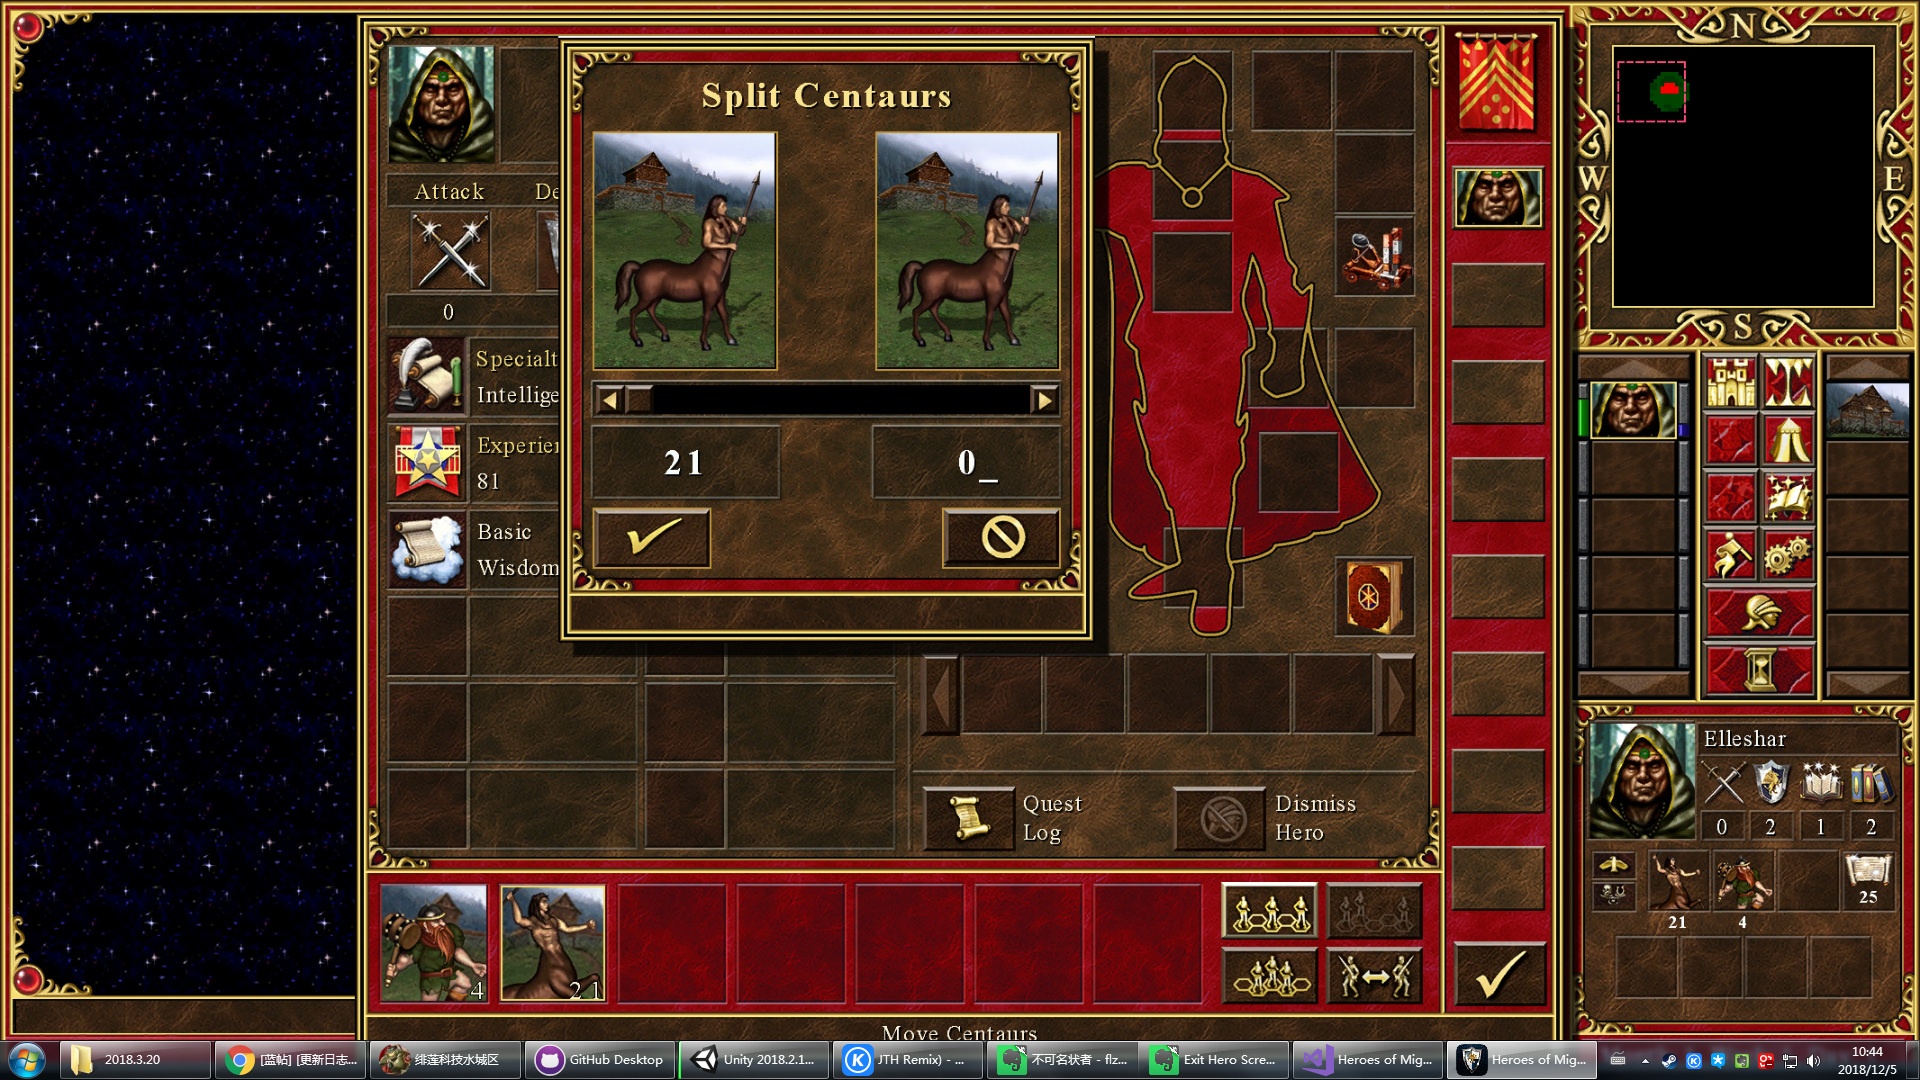 Split Centaurs
21
0_
Attack
De
0
Specialt
Intellige
Experien
81
Basic
Wisdom
Quest
Log
Dismiss
Hero
4
21
Move Centaurs
N
W
E
S
Elleshar
0
2
1
2
25
21
4
2018.3.20
[蓝帖] [更新日志...
绯莲科技水城区
GitHub Desktop
Unity 2018.2.1...
JTH Remix) - ...
不可名状者 - flz...
Exit Hero Scre...
Heroes of Mig...
Heroes of Mig...
10:44
2018/12/5